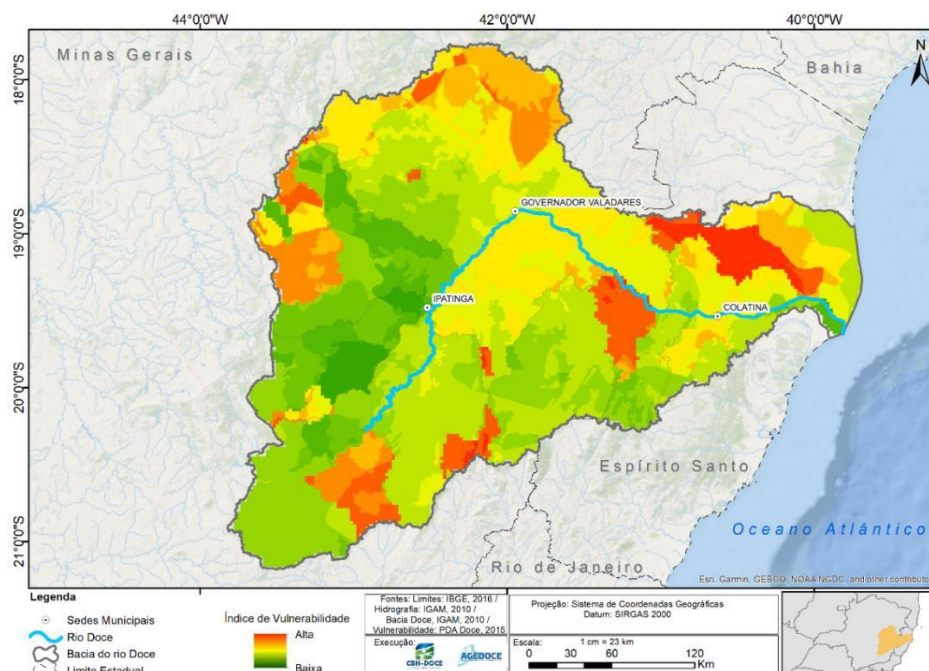 44°0'0"W
42°0'0"W
40°0'0"W
Minas Gerais
N
Bahia
18°0'0"S
19°0'0"S
20°0'0"S
21°0'0"S
GOVERNADOR VALADARES
IPATINGA
COLATINA
Espírito Santo
Oceano Atlântico
Rio de Janeiro
Esri, Garmin, GEBCO, NOAA NGDC, and other contributo
Legenda
Sedes Municipais
Rio Doce
Bacia do rio Doce
Limite Estadual
Índice de Vulnerabilidade
Alta
Baixa
Fontes: Limites: IBGE, 2016 /
Hidrografia: IGAM, 2010 /
Bacia Doce, IGAM, 2010 /
Vulnerabilidade: PDA Doce, 2015
Execução:
CBH-DOCE
AGEDOCE
Projeção: Sistema de Coordenadas Geográficas
Datum: SIRGAS 2000
Escala: 1 cm = 23 km
0 30 60 120
Km